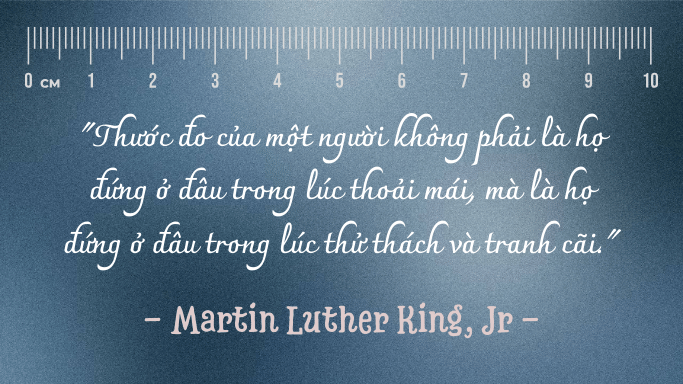 0 CM 1 2 3 4 5 6 7 8 9 10
"Thước đo của một người không phải là họ
đứng ở đâu trong lúc thoải mái, mà là họ
đứng ở đâu trong lúc thử thách và tranh cãi."
– Martin Luther King, Jr –